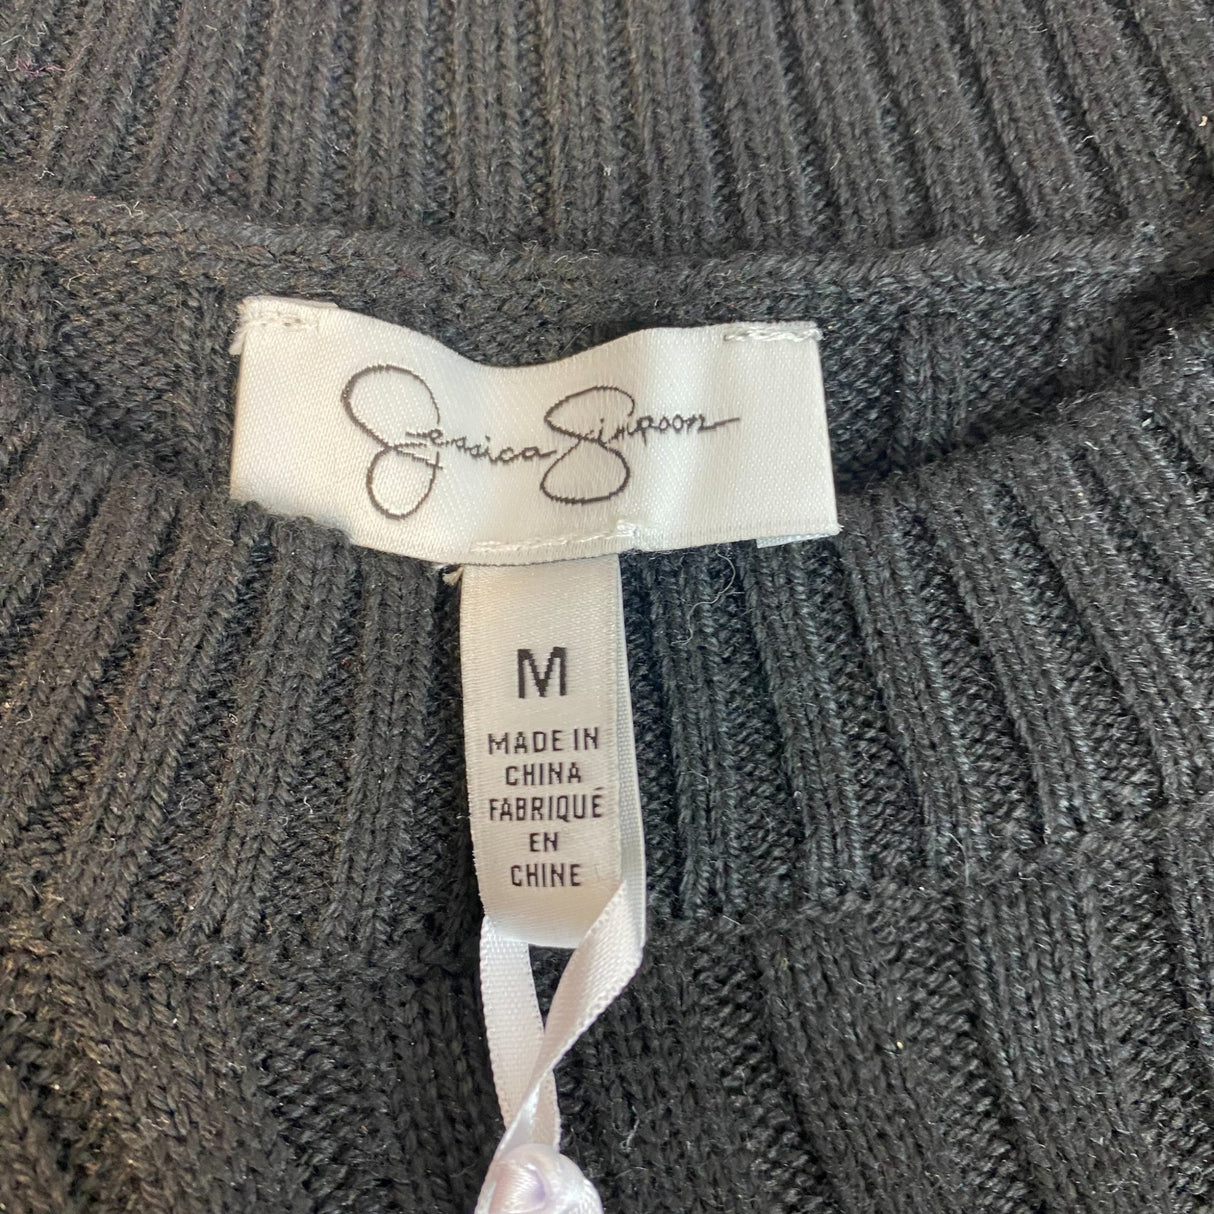 Jessica Simpson
M
MADE IN
CHINA
FABRIQUÉ
EN
CHINE